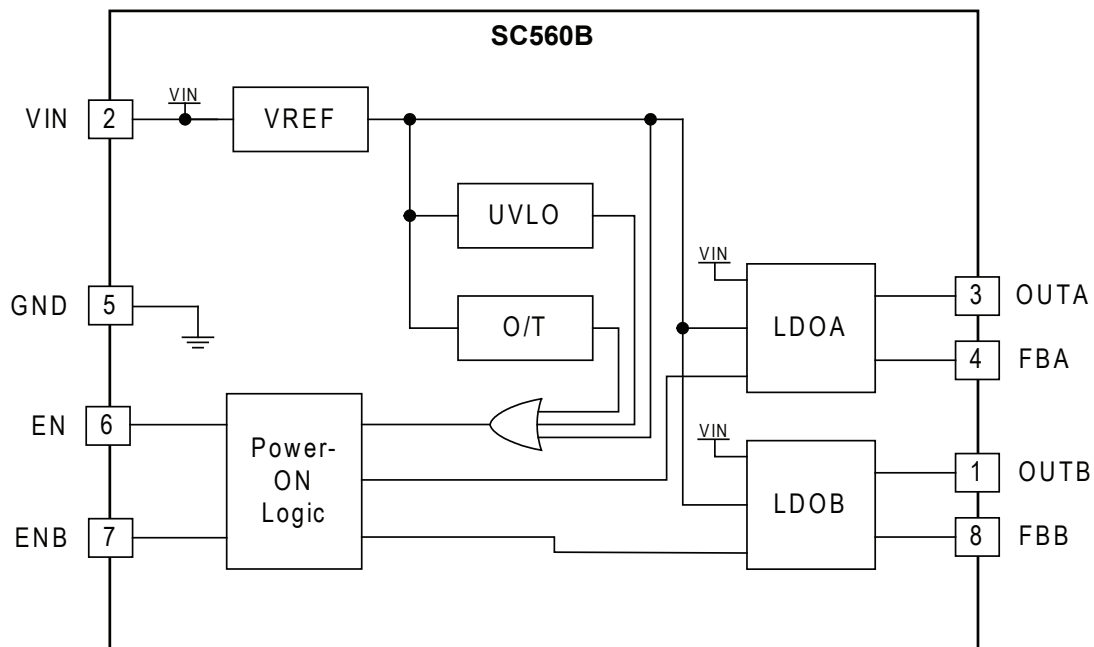 SC560B
VIN
2
VIN
VREF
UVLO
GND
5
O/T
VIN
LDOA
3
OUTA
4
FBA
EN
6
Power-
ON
Logic
ENB
7
VIN
LDOB
1
OUTB
8
FBB